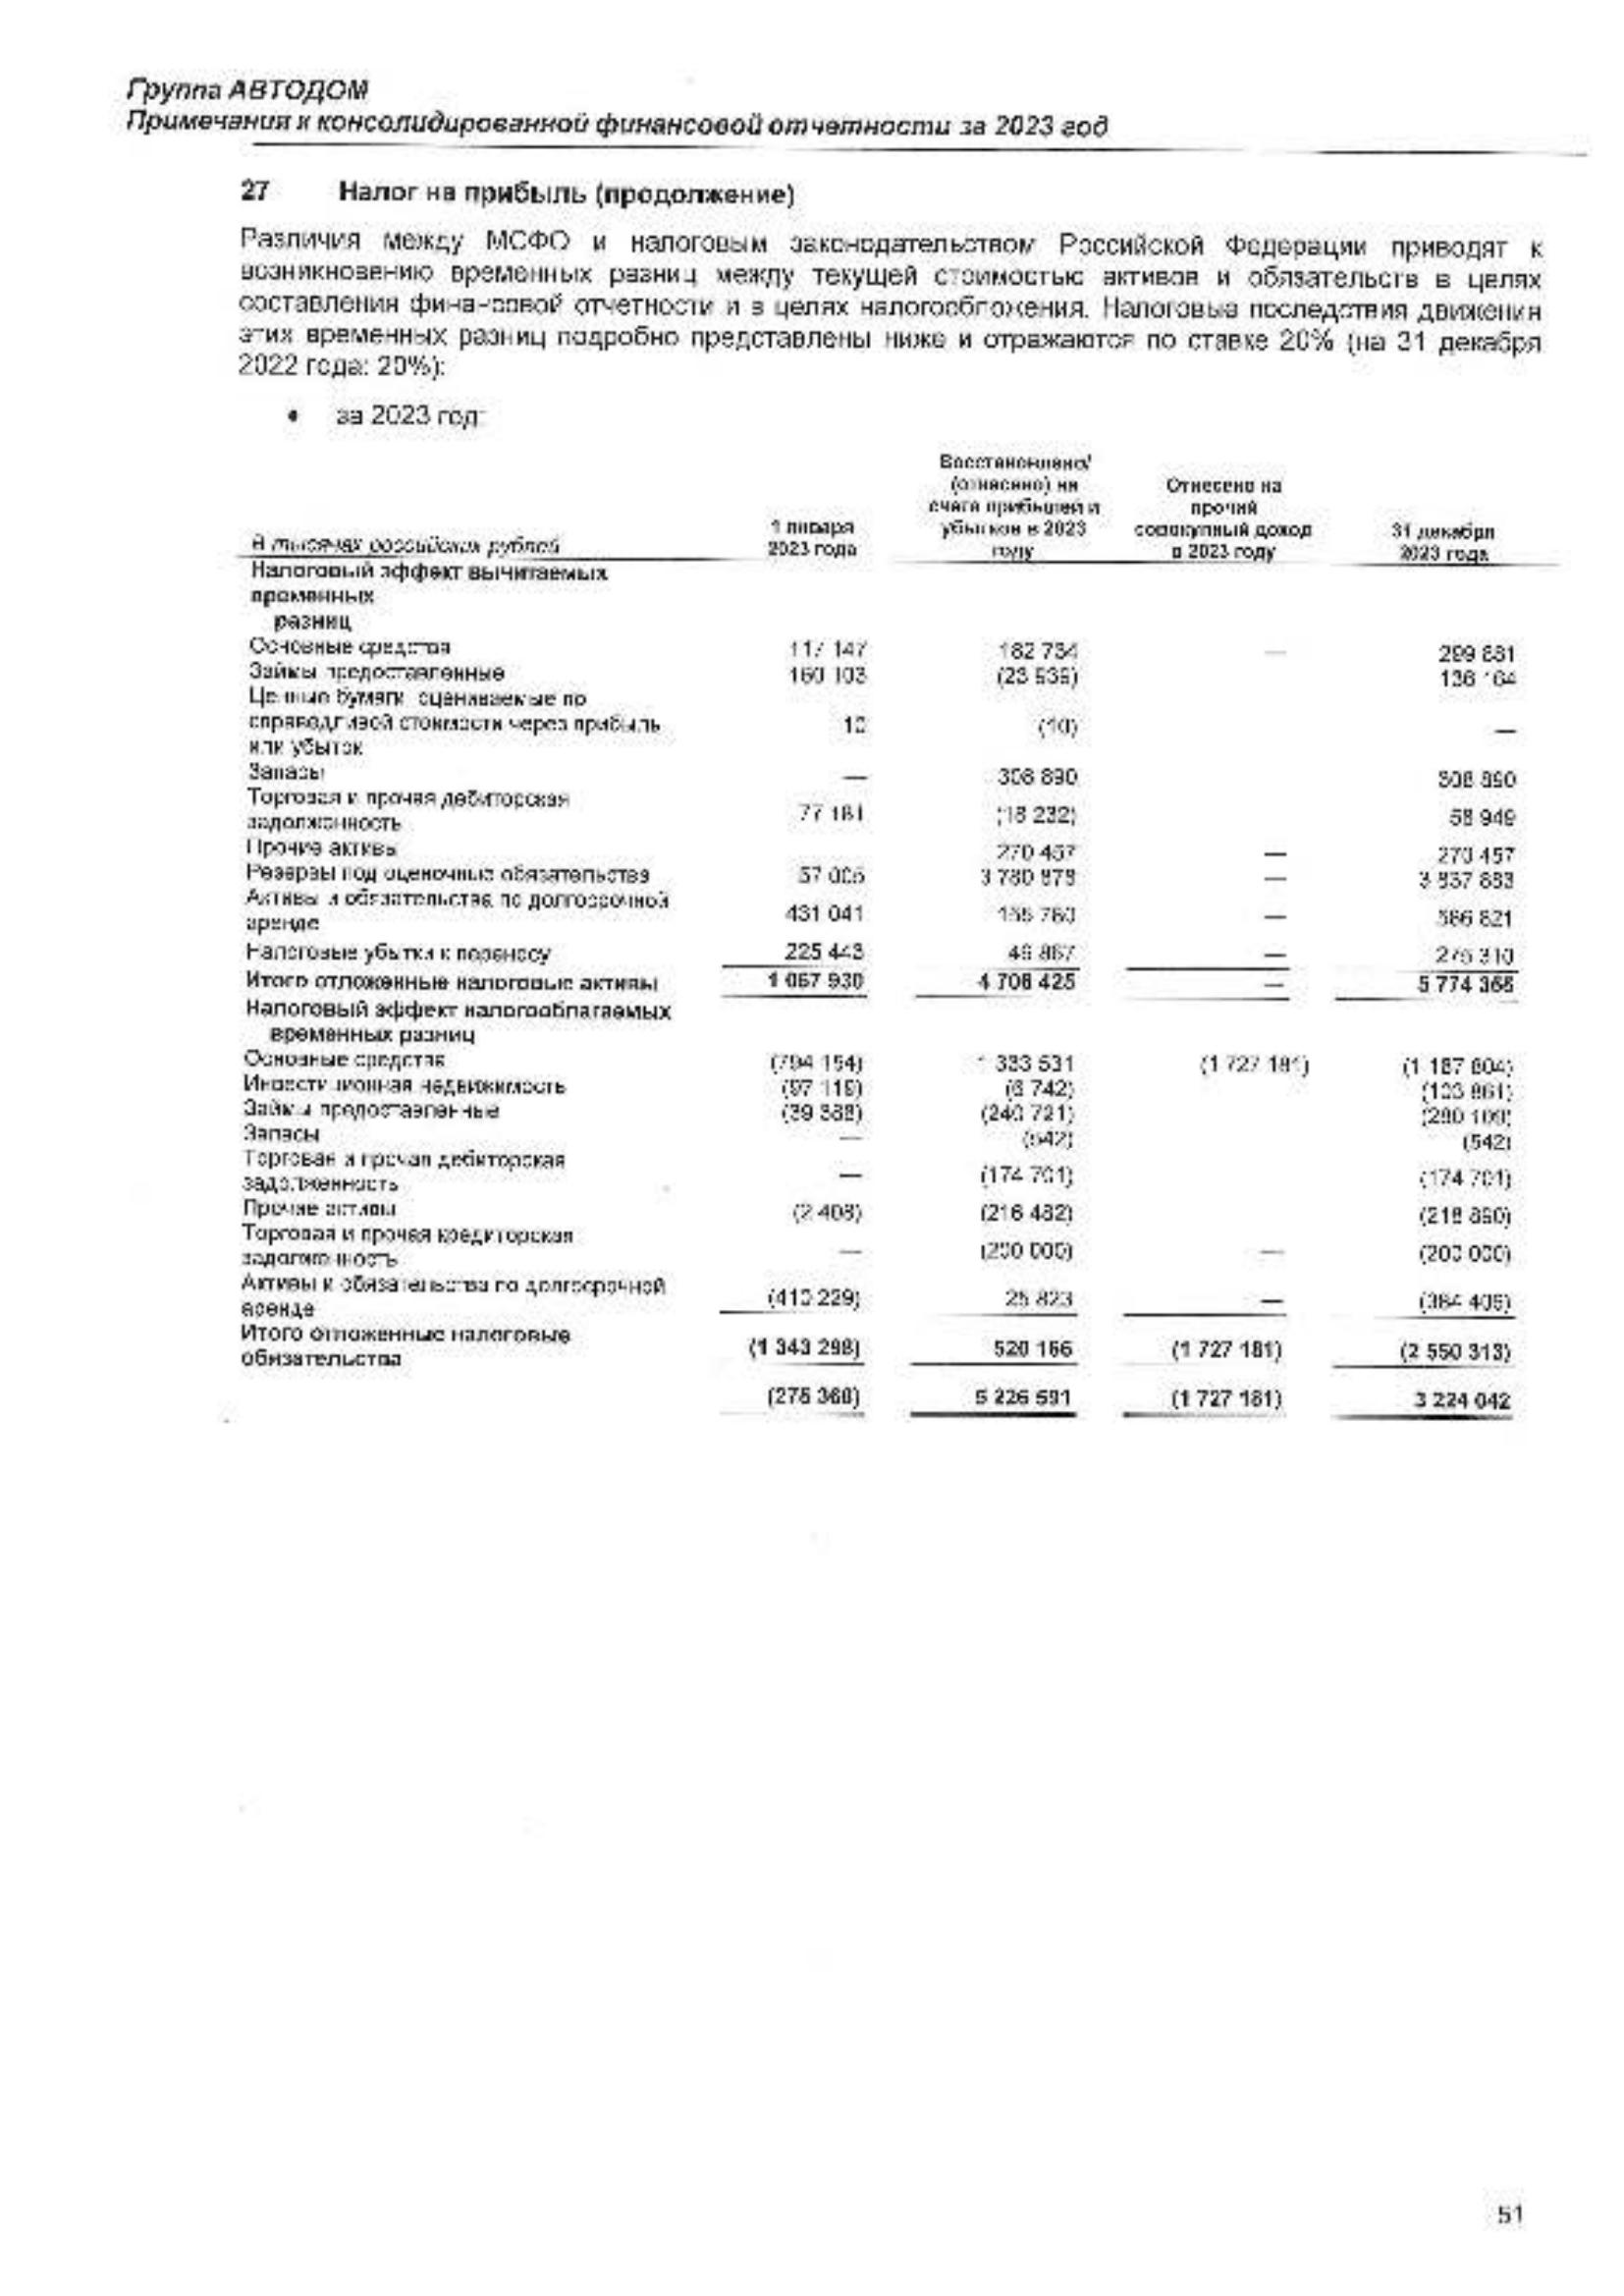 Группа АВТОДОМ
Примечания к консолидированной финансовой отчетности за 2023 год
27 Налог на прибыль (продолжение)
Различия между МСФО и налоговым законодательством Российской Федерации приводят к
возникновению временных разниц между текущей стоимостью активов и обязательств в целях
составления финансовой отчетности и в целях налогообложения. Налоговые последствия движения
этих временных разниц подробно представлены ниже и отражаются по ставке 20% (на 31 декабря
2022 года: 20%):
• за 2023 год:
Восстановлено/
(отнесено) на
счета прибылей и
убытков в 2023
году
Отнесено на
прочий
совокупный доход
в 2023 году
В тысячах российских рублей
1 января
2023 года
31 декабря
2023 года
Налоговый эффект вычитаемых
временных
разниц
Основные средства 117 147 182 734 — 299 881
Займы предоставленные 160 103 (23 939) 136 164
Ценные бумаги, оцениваемые по
справедливой стоимости через прибыль
или убыток 10 (10) —
Запасы — 308 890 308 890
Торговая и прочая дебиторская
задолженность 77 181 (18 232) 58 949
Прочие активы 270 457 — 270 457
Резервы под оценочные обязательства 57 005 3 780 878 — 3 837 883
Активы и обязательства по долгосрочной
аренде 431 041 155 780 — 586 821
Налоговые убытки к переносу 225 443 49 867 — 275 310
Итого отложенные налоговые активы 1 067 930 4 706 425 — 5 774 355
Налоговый эффект налогооблагаемых
временных разниц
Основные средства (794 154) 1 333 531 (1 727 181) (1 187 804)
Инвестиционная недвижимость (97 119) (6 742) (103 861)
Займы предоставленные (39 388) (240 721) (280 109)
Запасы — (542) (542)
Торговая и прочая дебиторская
задолженность — (174 701) (174 701)
Прочие активы (2 408) (216 482) (218 890)
Торговая и прочая кредиторская
задолженность — (200 000) — (200 000)
Активы и обязательства по долгосрочной
аренде (410 229) 25 823 — (384 406)
Итого отложенные налоговые
обязательства (1 343 298) 520 166 (1 727 181) (2 550 313)
(275 368) 5 226 591 (1 727 181) 3 224 042
51